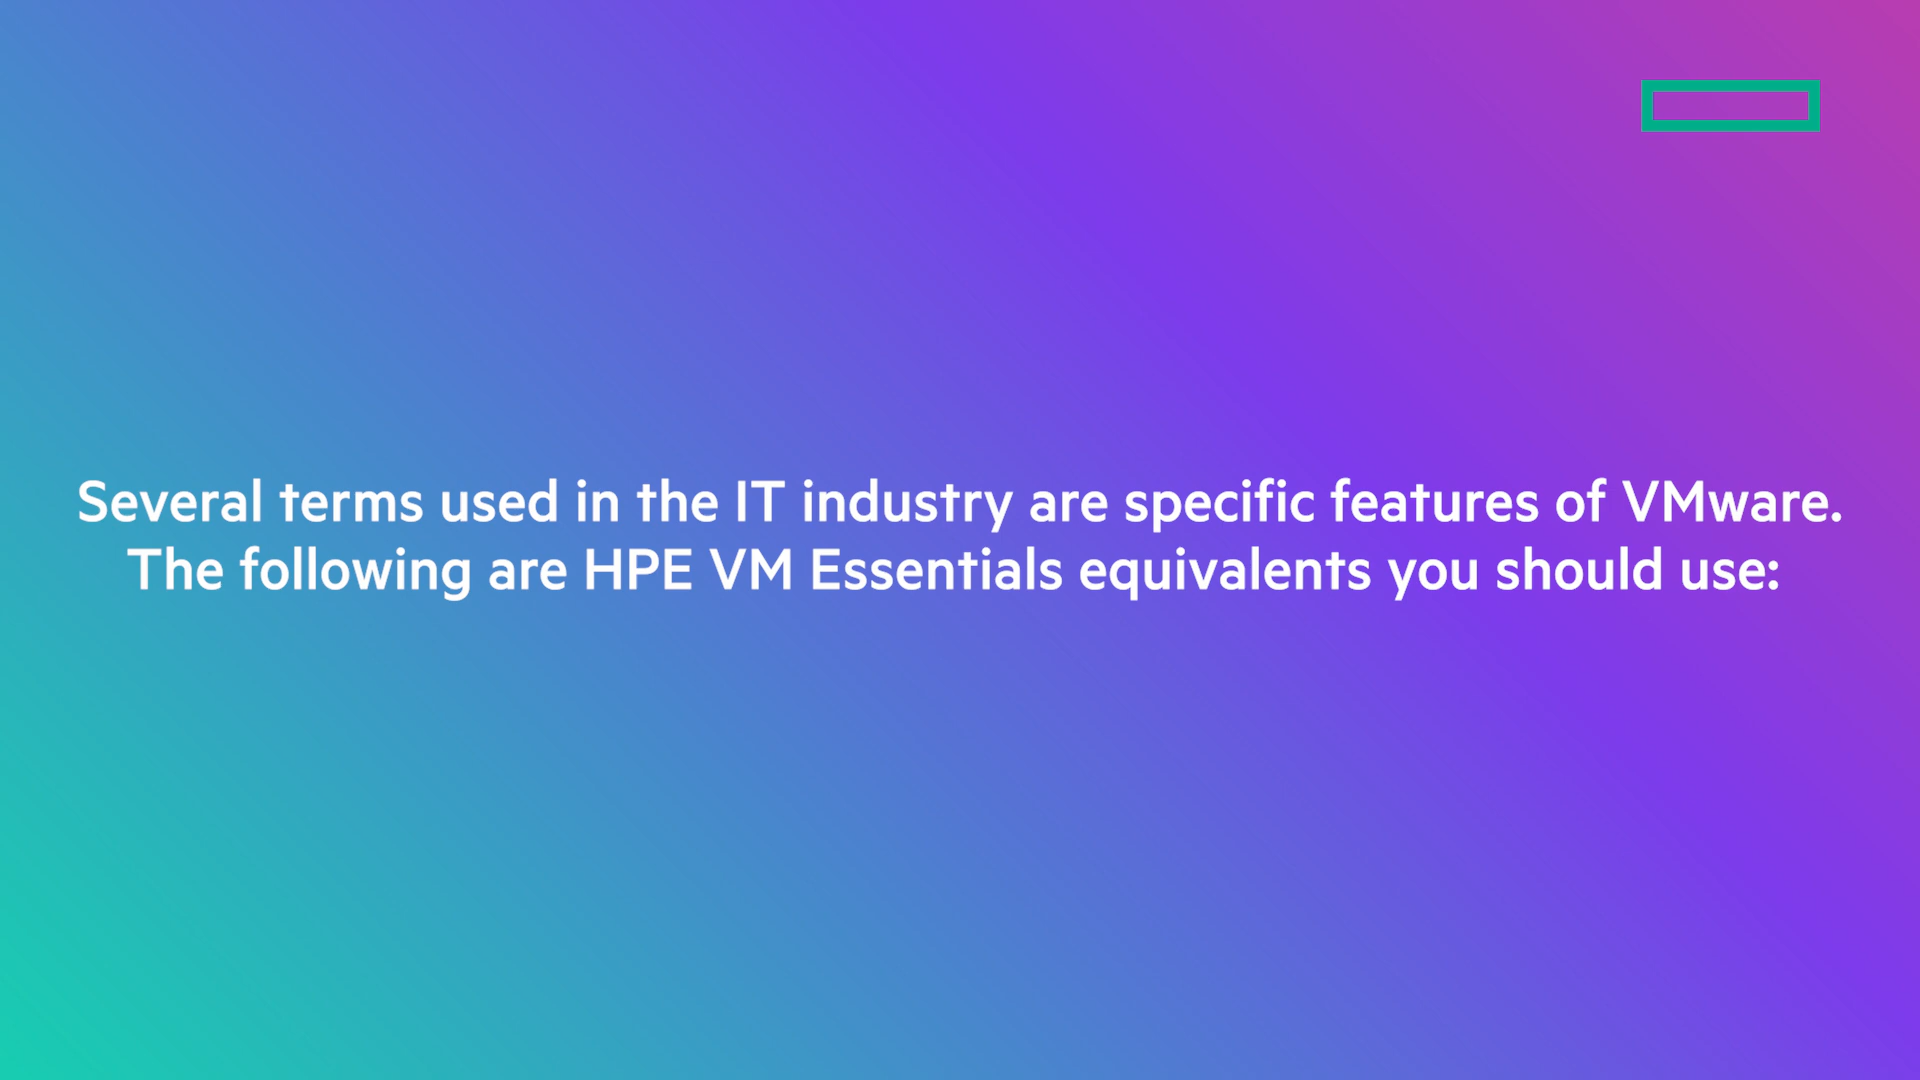 Several terms used in the IT industry are specific features of VMware.
The following are HPE VM Essentials equivalents you should use: